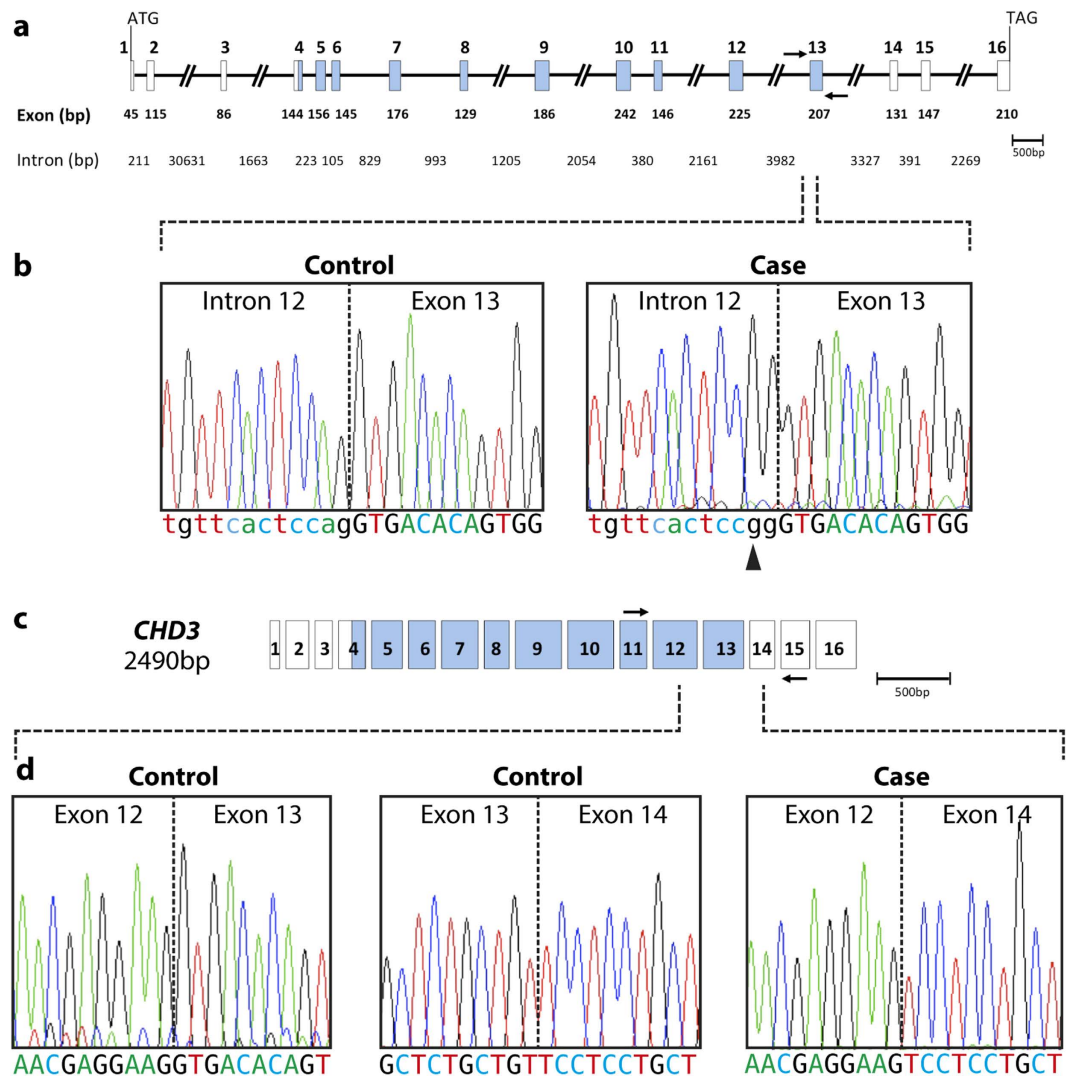 a
ATG TAG
1 2 3 4 5 6 7 8 9 10 11 12 13 14 15 16
Exon (bp) 45 115 86 144 156 145 176 129 186 242 146 225 207 131 147 210
500bp
Intron (bp) 211 30631 1663 223 105 829 993 1205 2054 380 2161 3982 3327 391 2269
b
Control Case
Intron 12 Exon 13 Intron 12 Exon 13
tgttcactccagGTGACACAGTGG tgttcactccggGTGACACAGTGG
c
CHD3
2490bp
1 2 3 4 5 6 7 8 9 10 11 12 13 14 15 16
500bp
d
Control Control Case
Exon 12 Exon 13 Exon 13 Exon 14 Exon 12 Exon 14
AACGAGGAAGGTGACACAGT GCTCTGCTGTTCCTCCTGCT AACGAGGAAGTCCTCCTGCT